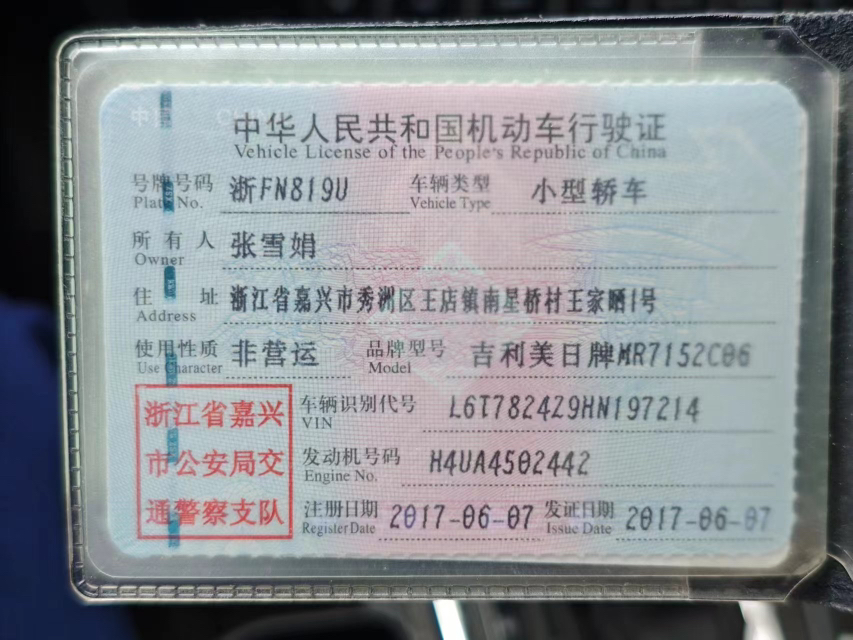 中华人民共和国机动车行驶证
Vehicle License of the People's Republic of China
号牌号码 浙FN819U 车辆类型 小型轿车
Plate No. Vehicle Type
所有人 张雪娟
Owner
住址 浙江省嘉兴市秀洲区王店镇南星桥村王家晒1号
Address
使用性质 非营运 品牌型号 吉利美日牌MR7152C06
Use Character Model
浙江省嘉兴
市公安局交
通警察支队
车辆识别代号 L6T7824Z9HN197214
VIN
发动机号码 H4UA4502442
Engine No.
注册日期 2017-06-07 发证日期 2017-06-07
Register Date Issue Date